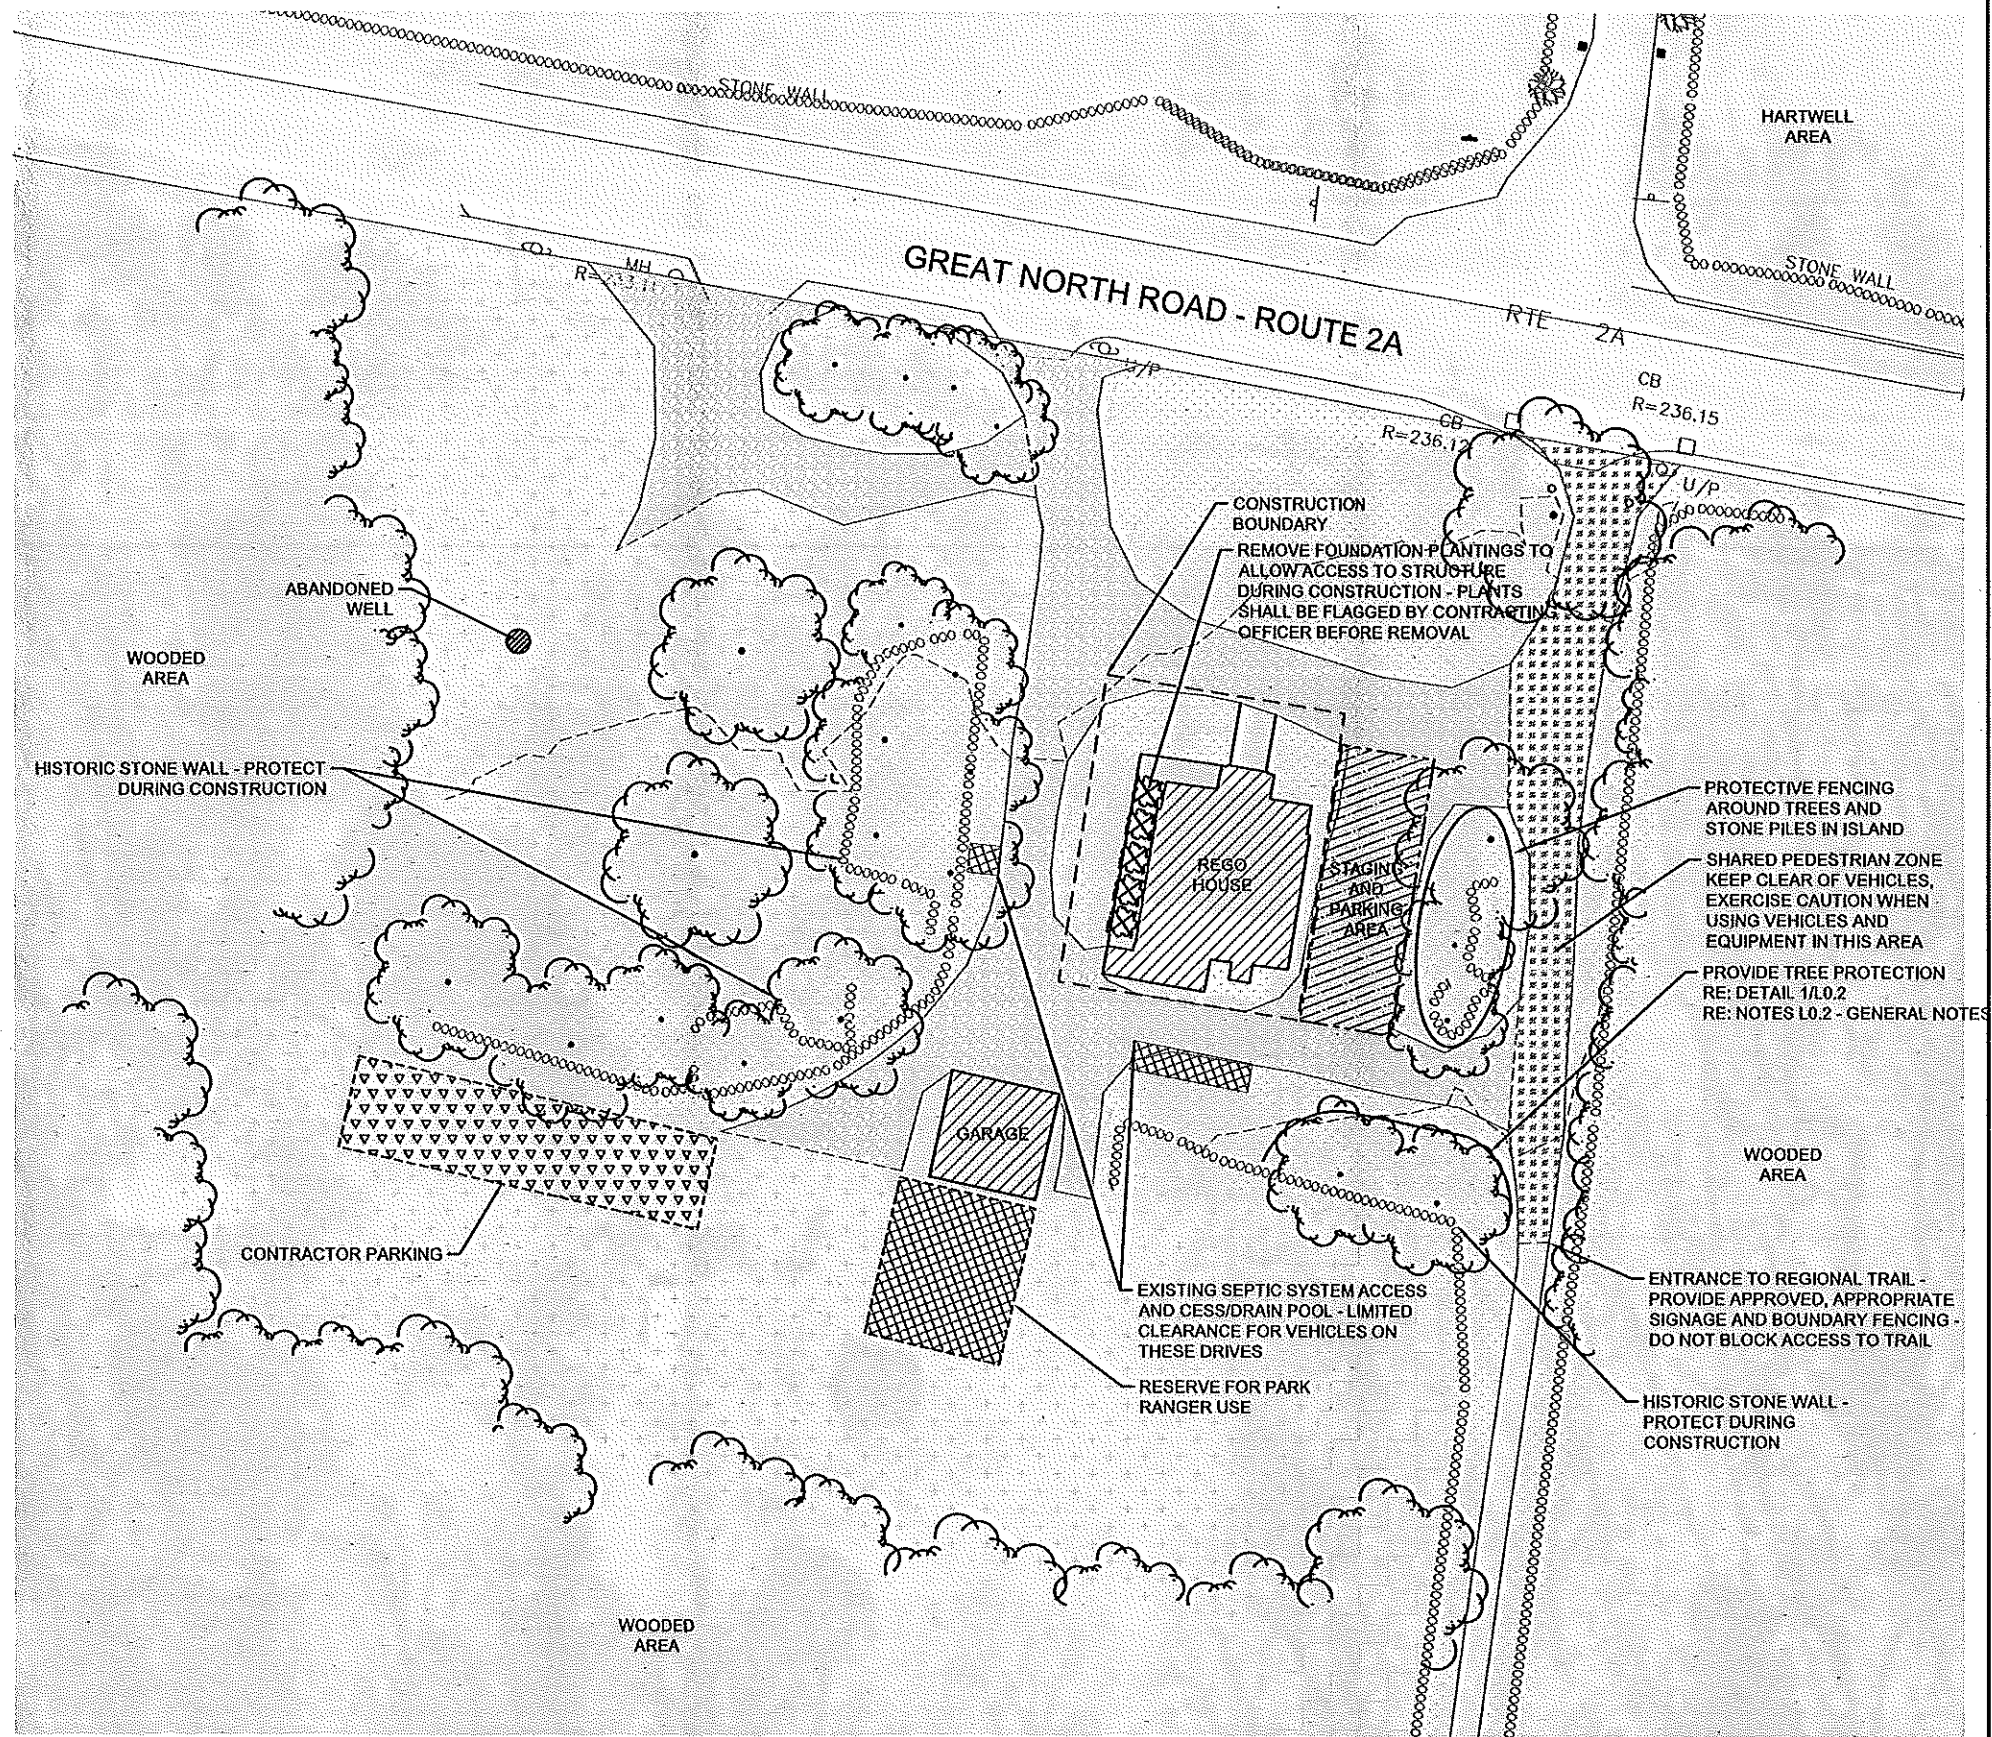 STONE WALL
HARTWELL
AREA
GREAT NORTH ROAD - ROUTE 2A
STONE WALL
MH
RTE 2A
U/P
CB
R=236.15
CB
U/P
CONSTRUCTION
BOUNDARY
REMOVE FOUNDATION PLANTINGS TO
ALLOW ACCESS TO STRUCTURE
DURING CONSTRUCTION - PLANTS
SHALL BE FLAGGED BY CONTRACTING
OFFICER BEFORE REMOVAL
ABANDONED
WELL
WOODED
AREA
HISTORIC STONE WALL - PROTECT
DURING CONSTRUCTION
REGO
HOUSE
STAGING
AND
PARKING
AREA
PROTECTIVE FENCING
AROUND TREES AND
STONE PILES IN ISLAND
SHARED PEDESTRIAN ZONE
KEEP CLEAR OF VEHICLES,
EXERCISE CAUTION WHEN
USING VEHICLES AND
EQUIPMENT IN THIS AREA
PROVIDE TREE PROTECTION
RE: DETAIL 1/L0.2
RE: NOTES L0.2 - GENERAL NOTES
GARAGE
WOODED
AREA
CONTRACTOR PARKING
EXISTING SEPTIC SYSTEM ACCESS
AND CESS/DRAIN POOL - LIMITED
CLEARANCE FOR VEHICLES ON
THESE DRIVES
ENTRANCE TO REGIONAL TRAIL -
PROVIDE APPROVED, APPROPRIATE
SIGNAGE AND BOUNDARY FENCING -
DO NOT BLOCK ACCESS TO TRAIL
RESERVE FOR PARK
RANGER USE
HISTORIC STONE WALL -
PROTECT DURING
CONSTRUCTION
WOODED
AREA